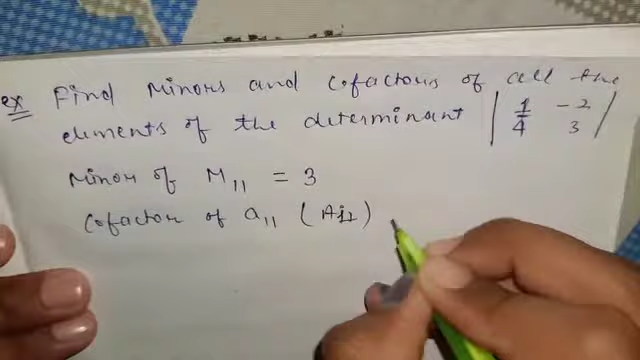 ex Find Minors and Cofactors of all the
elements of the determinant | 1 -2
4 3 |
Minor of M11 = 3
Cofactor of a11 (Aij)